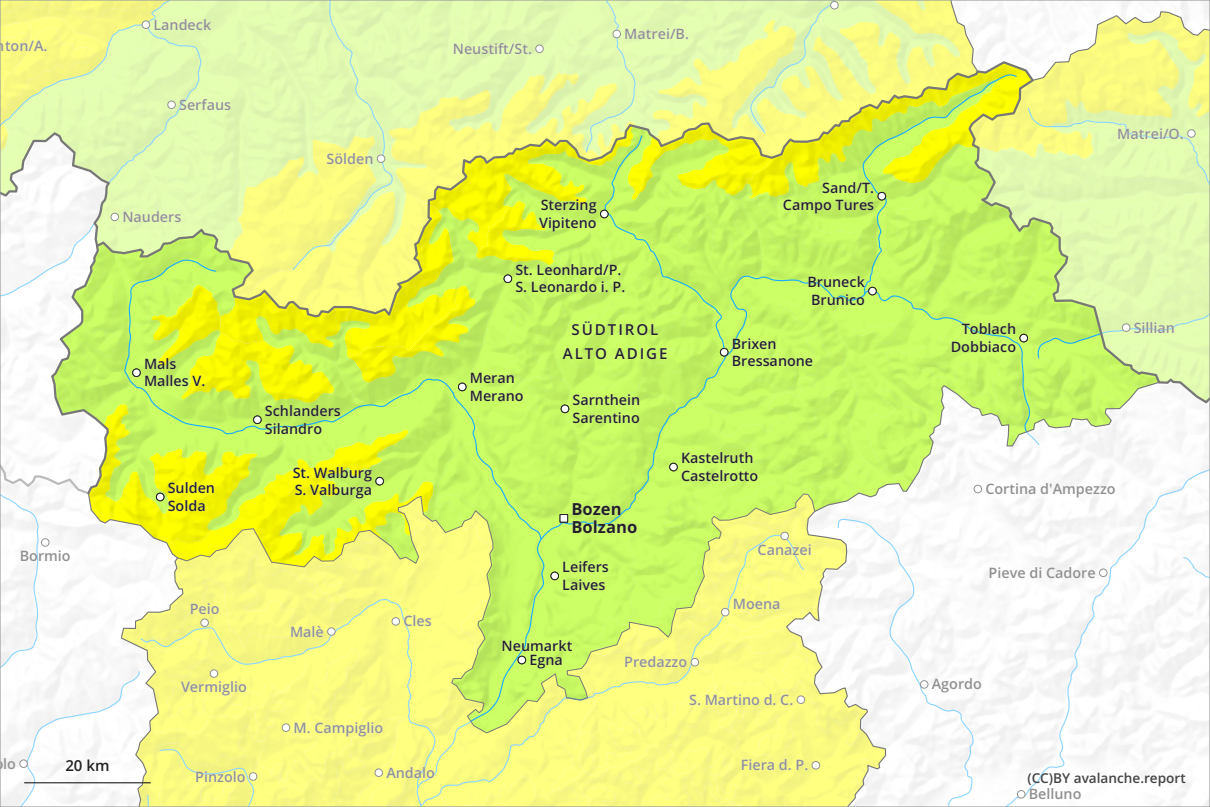 Landeck
Matrei/B.
Neustift/St.
Serfaus
Matrei/O.
Sölden
Nauders
Sand/T.
Campo Tures
Sterzing
Vipiteno
St. Leonhard/P.
S. Leonardo i. P.
Bruneck
Brunico
SÜDTIROL
ALTO ADIGE
Toblach
Dobbiaco
Sillian
Brixen
Bressanone
Mals
Malles V.
Meran
Merano
Sarnthein
Sarentino
Schlanders
Silandro
Kastelruth
Castelrotto
St. Walburg
S. Valburga
Sulden
Solda
Cortina d'Ampezzo
Bozen
Bolzano
Canazei
Bormio
Leifers
Laives
Pieve di Cadore
Peio
Moena
Malè
Cles
Neumarkt
Egna
Predazzo
Vermiglio
Agordo
S. Martino d. C.
M. Campiglio
20 km
Fiera d. P.
Pinzolo
Andalo
(CC)BY avalanche.report
Belluno